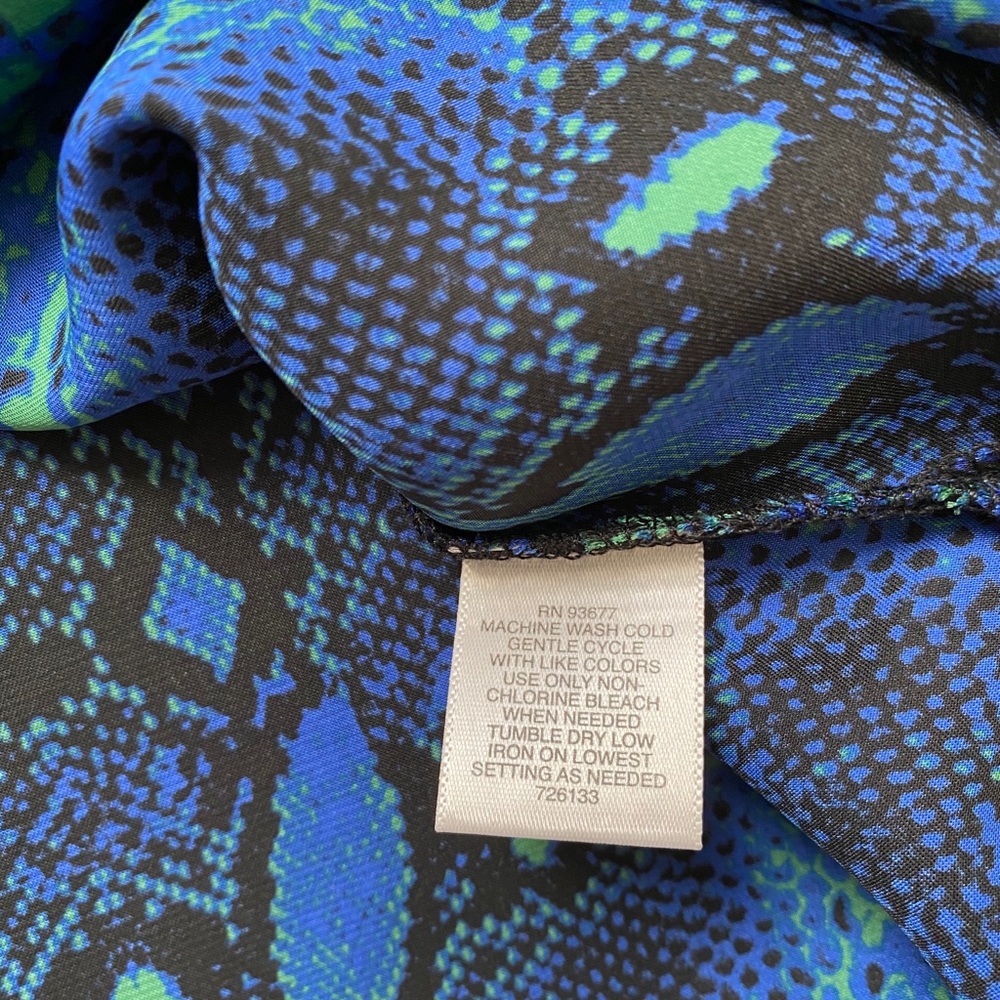 RN 93677
MACHINE WASH COLD
GENTLE CYCLE
WITH LIKE COLORS
USE ONLY NON-
CHLORINE BLEACH
WHEN NEEDED
TUMBLE DRY LOW
IRON ON LOWEST
SETTING AS NEEDED
726133